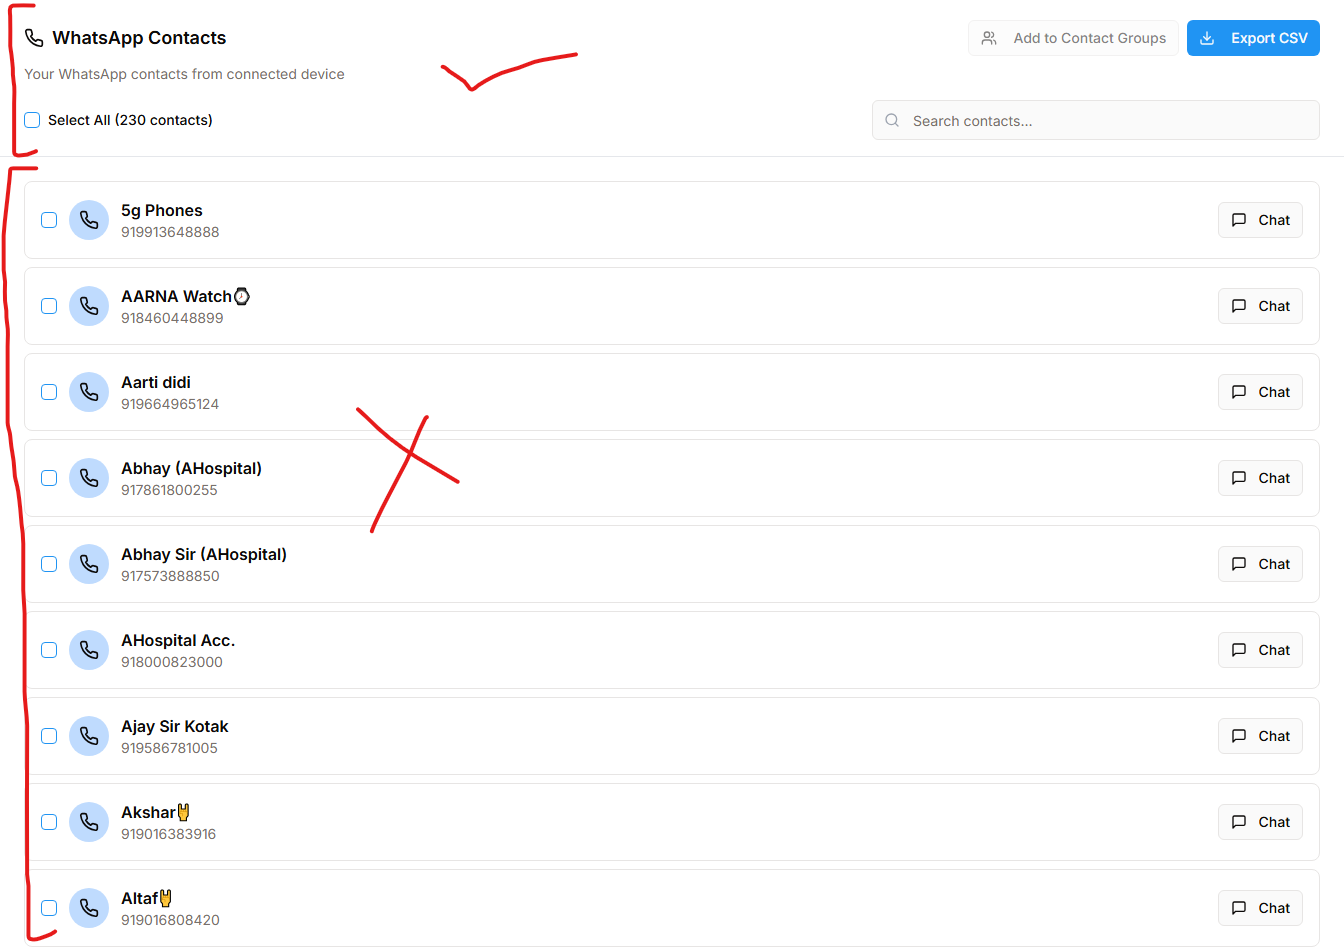 WhatsApp Contacts
Add to Contact Groups
Export CSV
Your WhatsApp contacts from connected device
Select All (230 contacts)
Search contacts...
5g Phones
919913648888
Chat
AARNA Watch⌚
918460448899
Chat
Aarti didi
919664965124
Chat
Abhay (AHospital)
917861800255
Chat
Abhay Sir (AHospital)
917573888850
Chat
AHospital Acc.
918000823000
Chat
Ajay Sir Kotak
919586781005
Chat
Akshar🤘
919016383916
Chat
Altaf🤘
919016808420
Chat